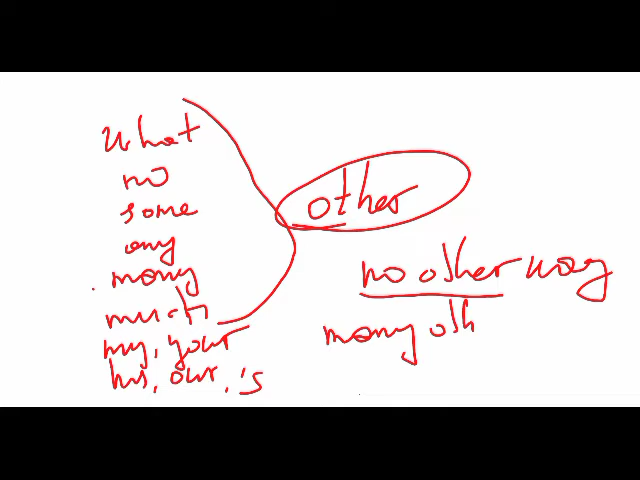 what
no
some
any
many
much
my, your
his, our, 's
other
no other way
many oth